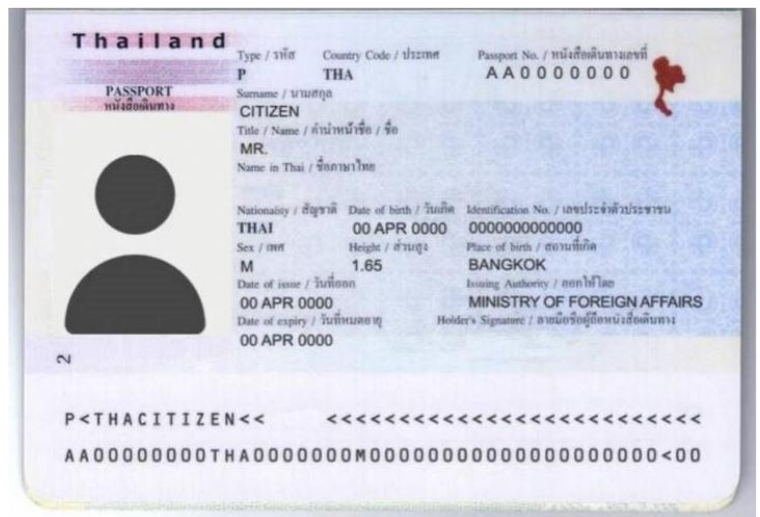 Thailand
Type / รหัส Country Code / ประเทศ Passport No. / หนังสือเดินทางเลขที่
P THA AA0000000
PASSPORT
หนังสือเดินทาง
Surname / นามสกุล
CITIZEN
Title / Name / คำนำหน้าชื่อ / ชื่อ
MR.
Name in Thai / ชื่อภาษาไทย
Nationality / สัญชาติ Date of birth / วันเกิด Identification No. / เลขประจำตัวประชาชน
THAI 00 APR 0000 0000000000000
Sex / เพศ Height / ส่วนสูง Place of birth / สถานที่เกิด
M 1.65 BANGKOK
Date of issue / วันที่ออก Issuing Authority / ออกให้โดย
00 APR 0000 MINISTRY OF FOREIGN AFFAIRS
Date of expiry / วันที่หมดอายุ Holder's Signature / ลายมือชื่อผู้ถือหนังสือเดินทาง
00 APR 0000
2
P<THACITIZEN<< <<<<<<<<<<<<<<<<<<<<<<<<<<
AA00000000THA0000000M00000000000000000000000<00